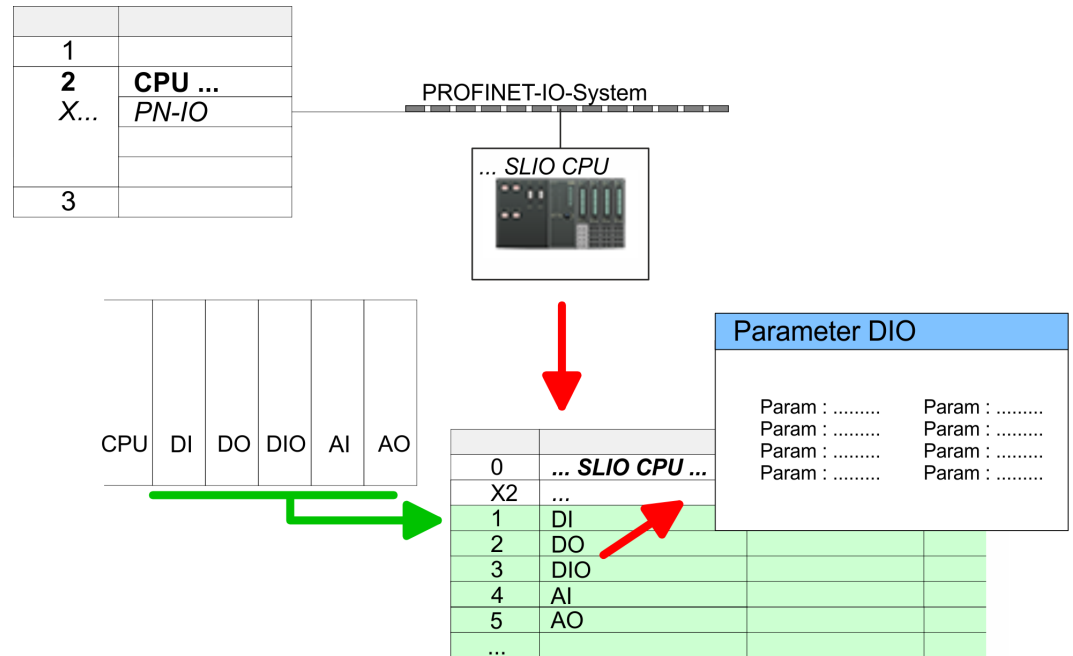 1
2 CPU ...
X... PN-IO
3
PROFINET-IO-System
... SLIO CPU
CPU DI DO DIO AI AO
Parameter DIO
Param : ......... Param : .........
Param : ......... Param : .........
Param : ......... Param : .........
Param : ......... Param : .........
0 ... SLIO CPU ...
X2 ...
1 DI
2 DO
3 DIO
4 AI
5 AO
...